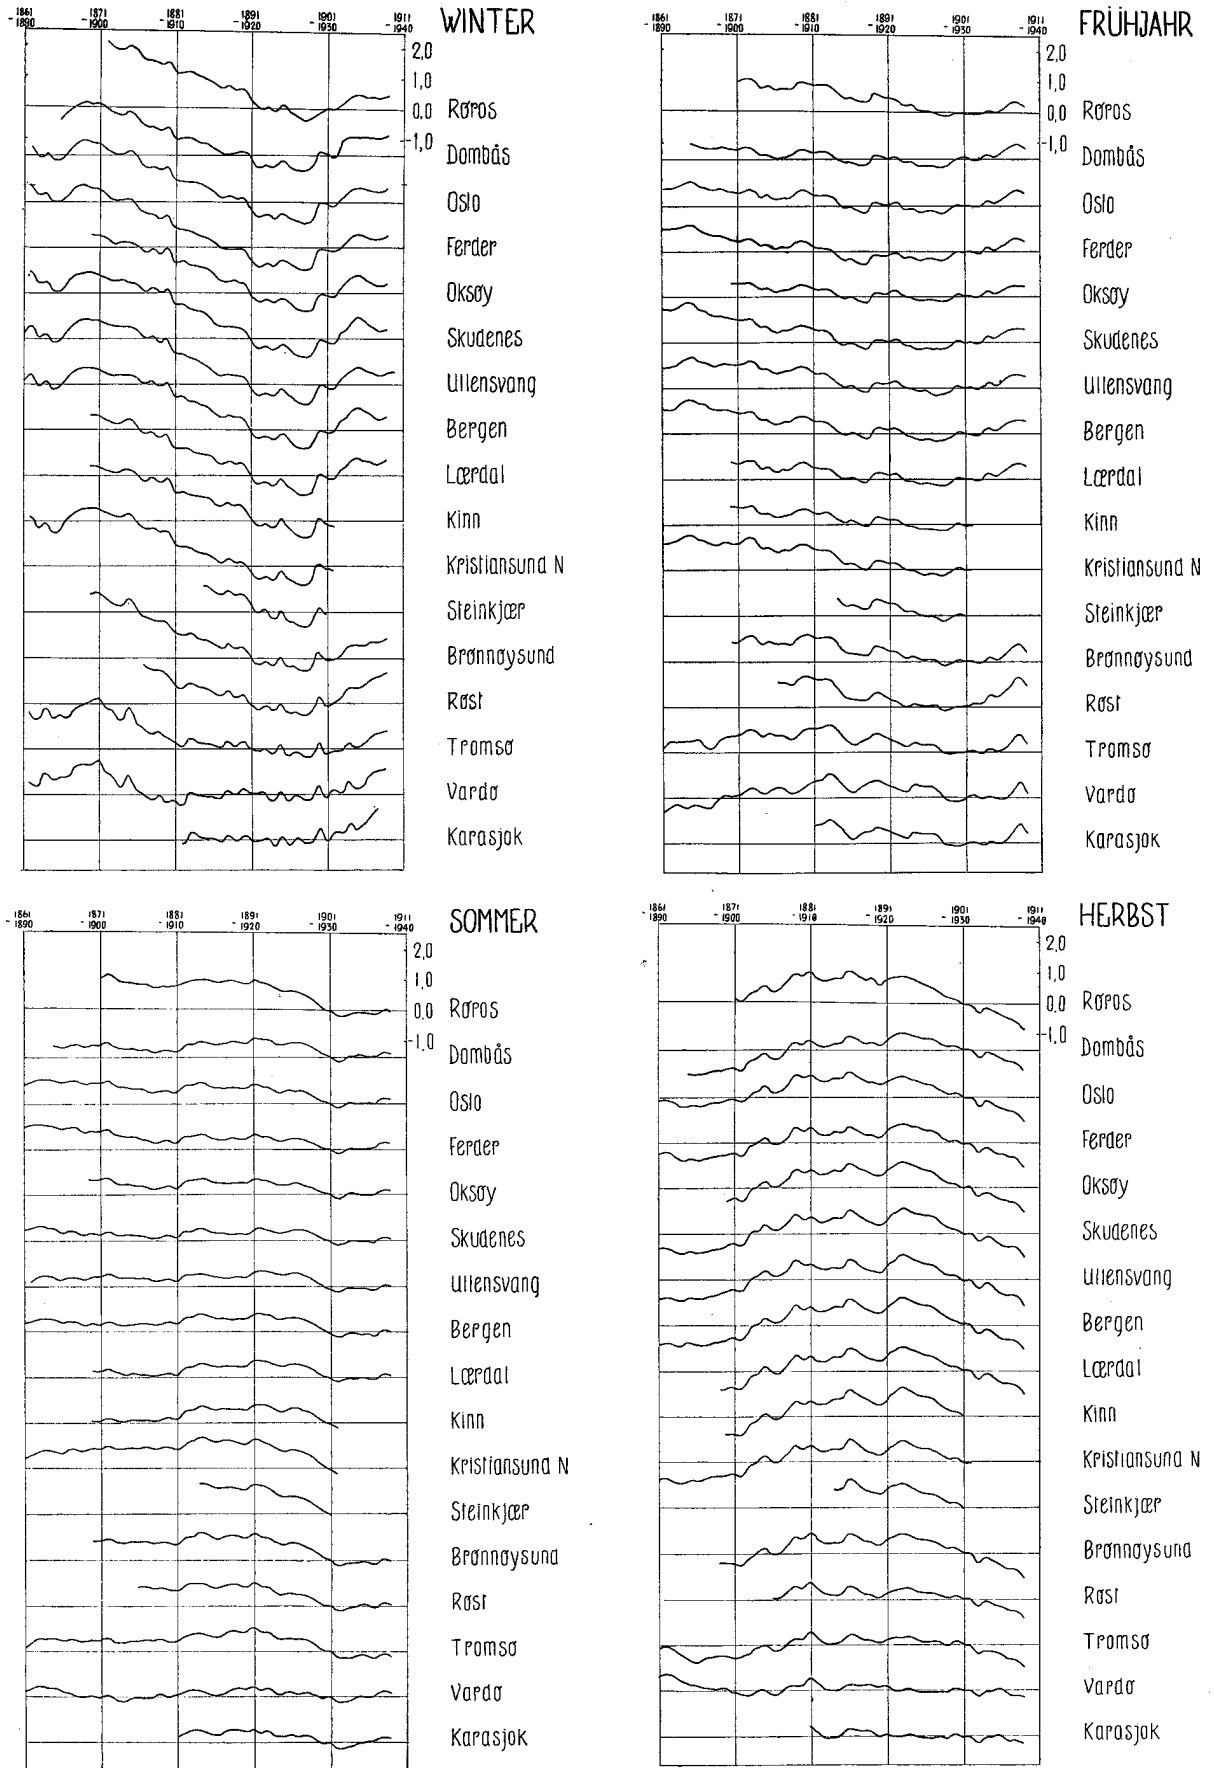 WINTER
1861 1871 1881 1891 1901 1911
- 1890 - 1900 - 1910 - 1920 - 1930 - 1940
2,0
1,0
0,0
-1,0
Røros
Dombås
Oslo
Ferder
Oksøy
Skudenes
Ullensvang
Bergen
Lærdal
Kinn
Kristiansund N
Steinkjær
Brønnøysund
Røst
Tromsø
Vardø
Karasjok
FRÜHJAHR
1861 1871 1881 1891 1901 1911
- 1890 - 1900 - 1910 - 1920 - 1930 - 1940
2,0
1,0
0,0
-1,0
Røros
Dombås
Oslo
Ferder
Oksøy
Skudenes
Ullensvang
Bergen
Lærdal
Kinn
Kristiansund N
Steinkjær
Brønnøysund
Røst
Tromsø
Vardø
Karasjok
SOMMER
1861 1871 1881 1891 1901 1911
- 1890 - 1900 - 1910 - 1920 - 1930 - 1940
2,0
1,0
0,0
-1,0
Røros
Dombås
Oslo
Ferder
Oksøy
Skudenes
Ullensvang
Bergen
Lærdal
Kinn
Kristiansund N
Steinkjær
Brønnøysund
Røst
Tromsø
Vardø
Karasjok
HERBST
1861 1871 1881 1891 1901 1911
- 1890 - 1900 - 1910 - 1920 - 1930 - 1940
2,0
1,0
0,0
-1,0
Røros
Dombås
Oslo
Ferder
Oksøy
Skudenes
Ullensvang
Bergen
Lærdal
Kinn
Kristiansund N
Steinkjær
Brønnøysund
Røst
Tromsø
Vardø
Karasjok